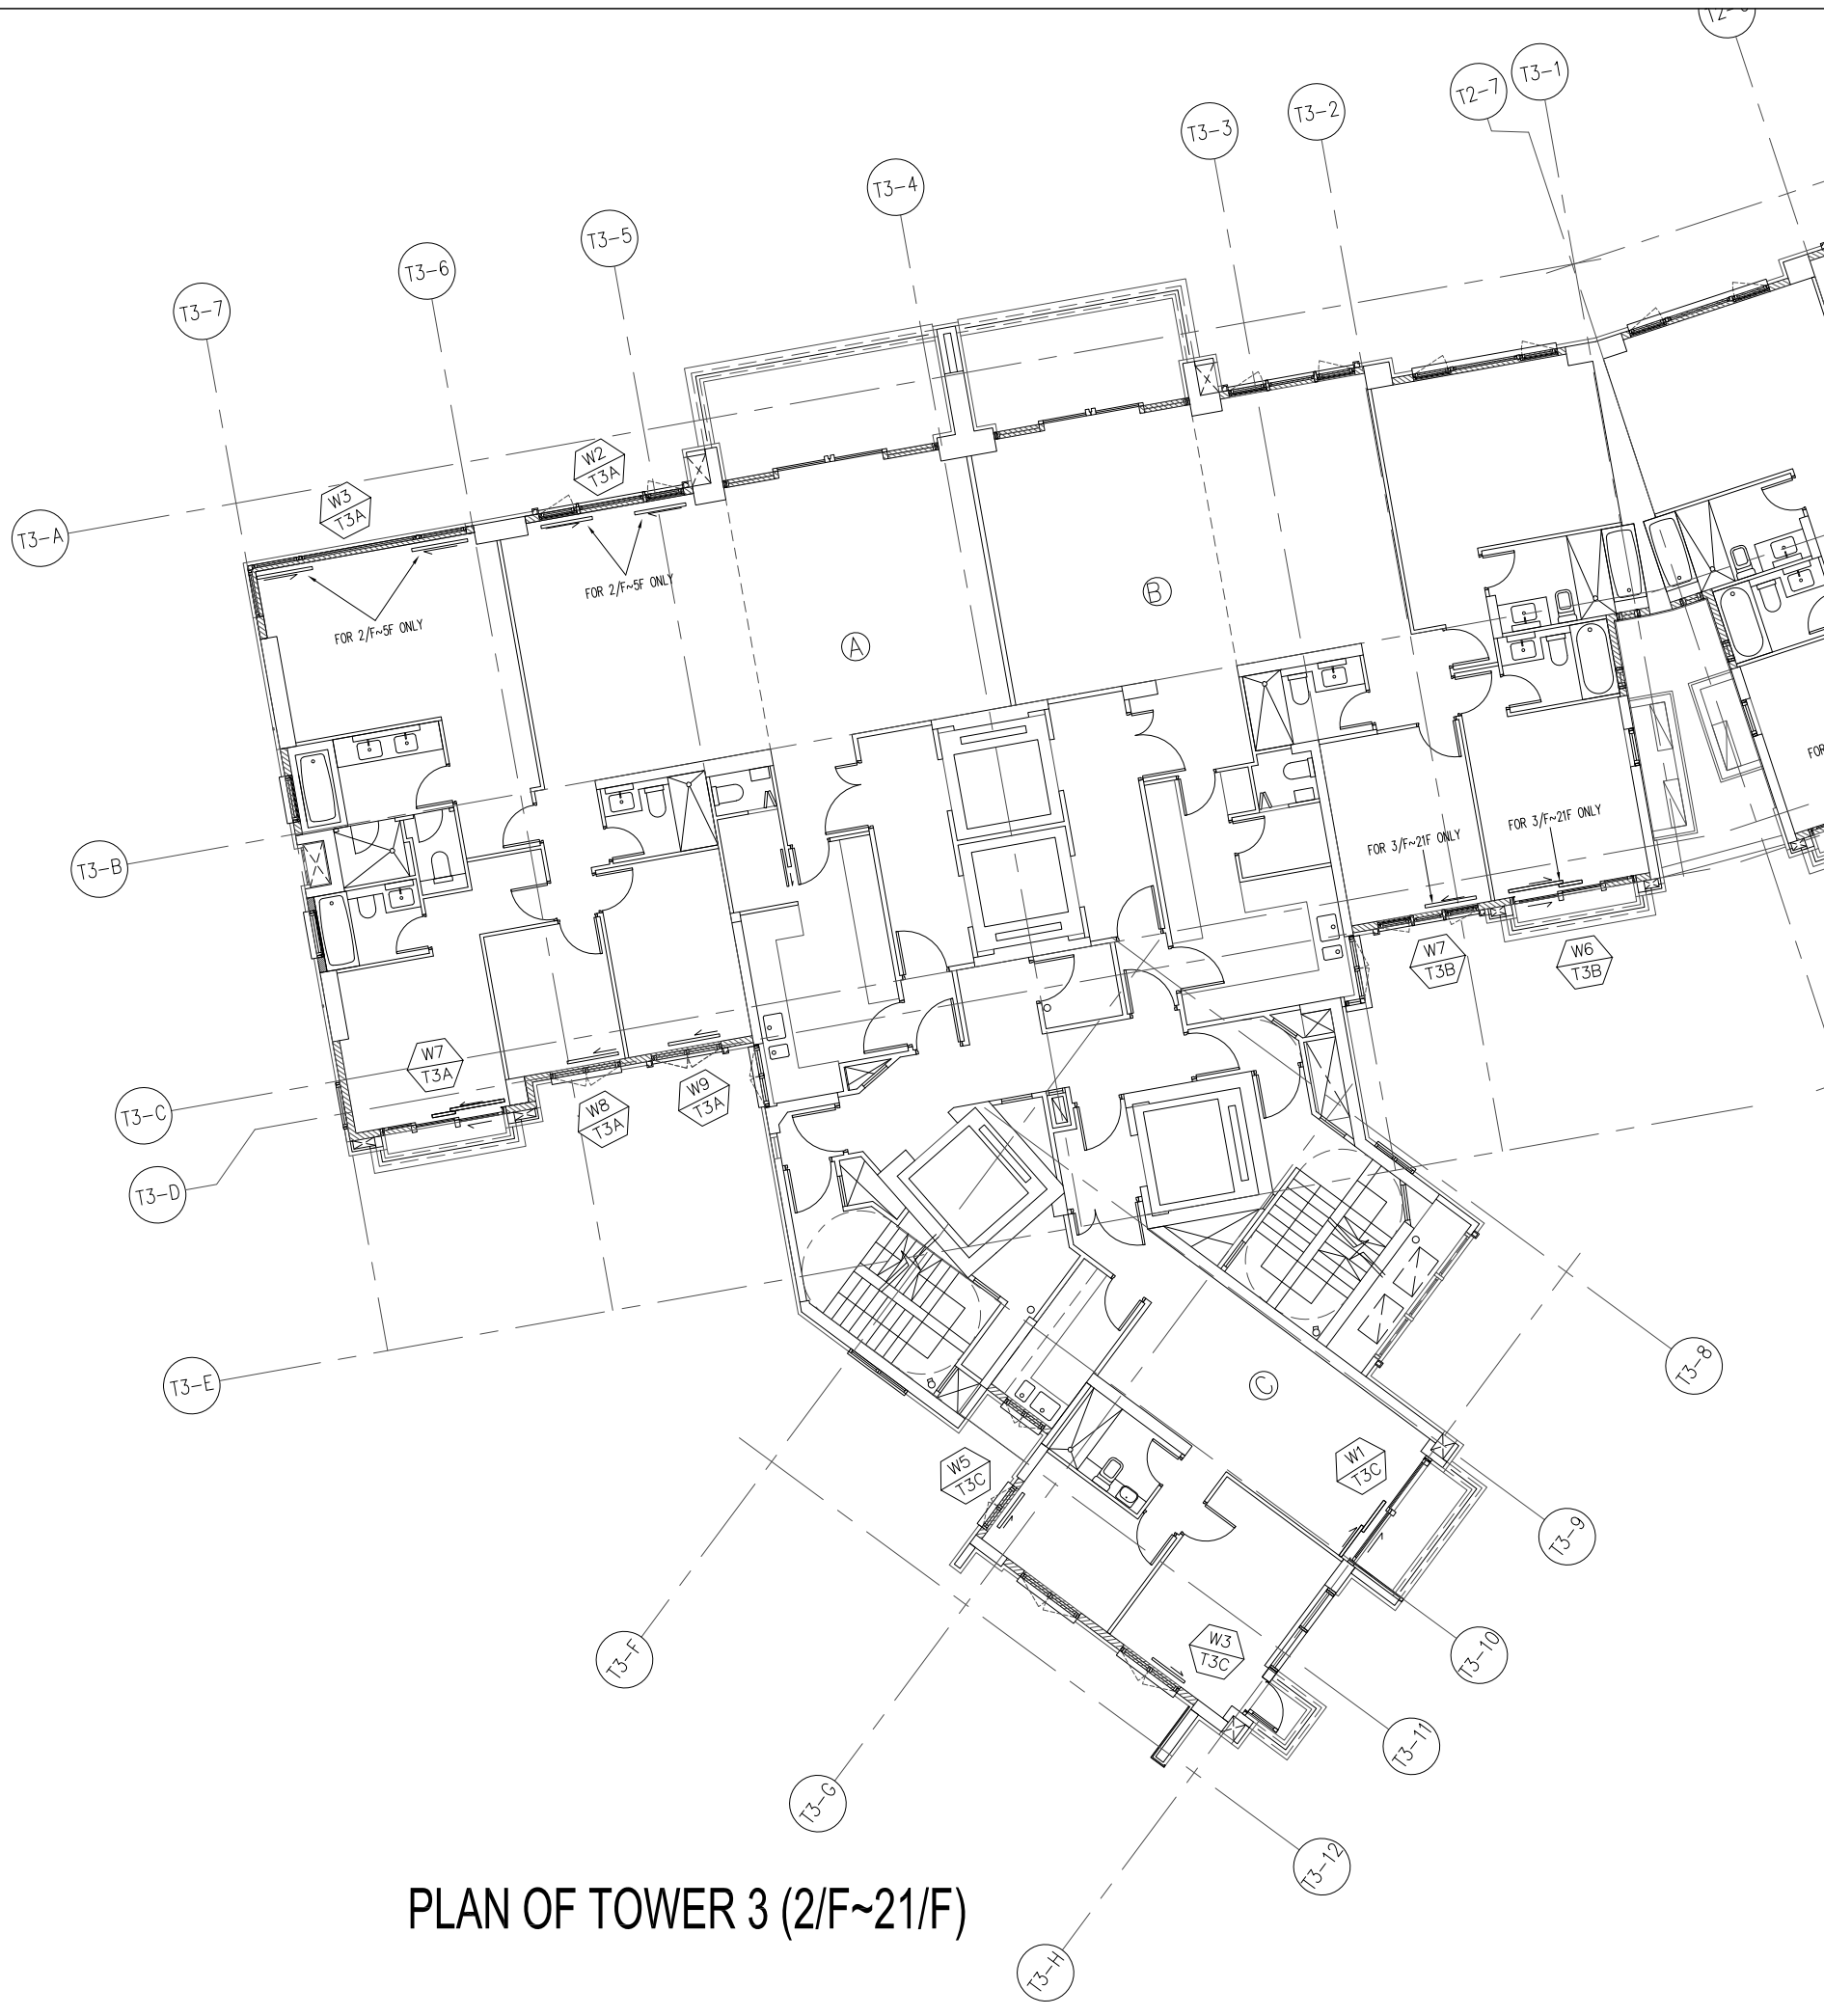 T3-1
T2-7
T3-2
T3-3
T3-4
T3-5
T3-6
T3-7
W2
T3A
W3
T3A
T3-A
FOR 2/F~5F ONLY
FOR 2/F~5F ONLY
B
A
FOR
FOR 3/F~21F ONLY
FOR 3/F~21F ONLY
T3-B
W7
T3B
W6
T3B
W7
T3A
W9
T3A
W8
T3A
T3-C
T3-D
T3-E
T3-8
C
W1
T3C
W5
T3C
T3-9
W3
T3C
T3-F
T3-10
T3-11
T3-G
T3-12
PLAN OF TOWER 3 (2/F~21/F)
T3-H